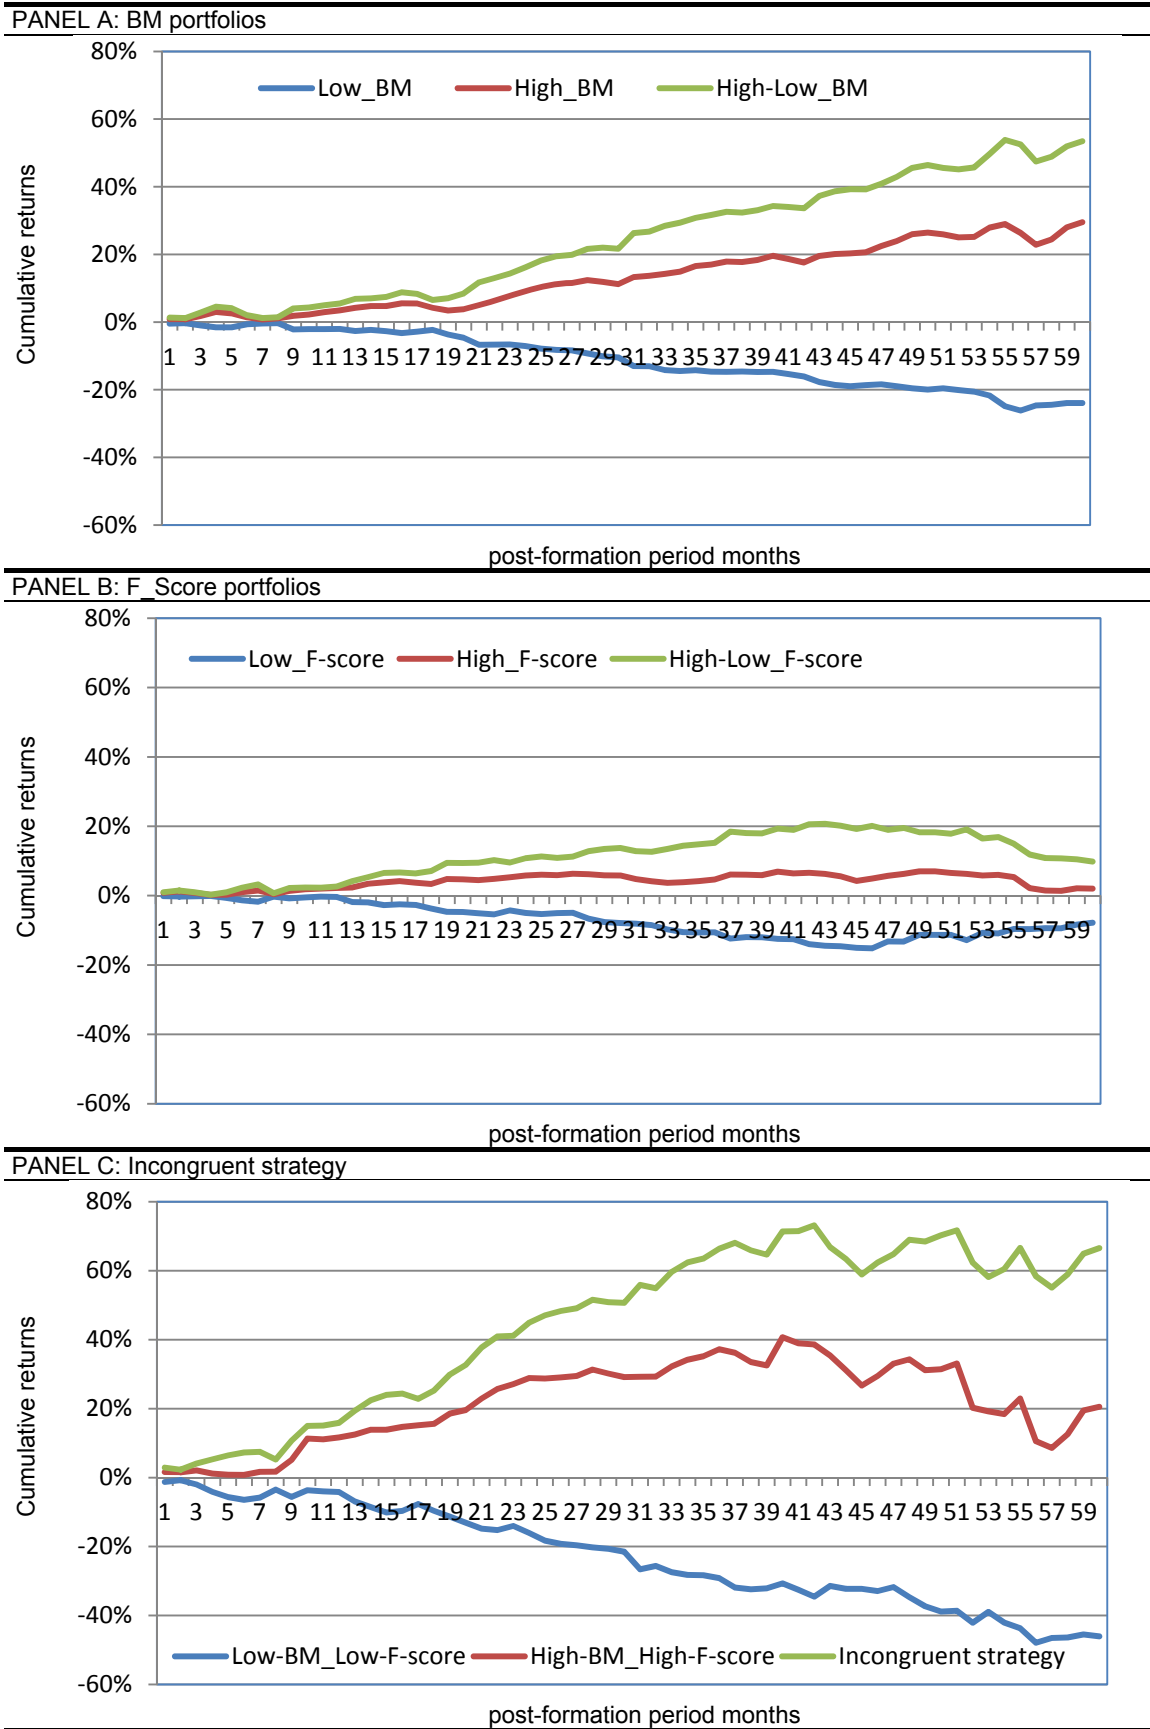 PANEL A: BM portfolios
80%
Low_BM High_BM High-Low_BM
60%
40%
20%
0%
1 3 5 7 9 11 13 15 17 19 21 23 25 27 29 31 33 35 37 39 41 43 45 47 49 51 53 55 57 59
-20%
-40%
-60%
Cumulative returns
post-formation period months
PANEL B: F_Score portfolios
80%
Low_F-score High_F-score High-Low_F-score
60%
40%
20%
0%
1 3 5 7 9 11 13 15 17 19 21 23 25 27 29 31 33 35 37 39 41 43 45 47 49 51 53 55 57 59
-20%
-40%
-60%
Cumulative returns
post-formation period months
PANEL C: Incongruent strategy
80%
60%
40%
20%
0%
1 3 5 7 9 11 13 15 17 19 21 23 25 27 29 31 33 35 37 39 41 43 45 47 49 51 53 55 57 59
-20%
-40%
Low-BM_Low-F-score High-BM_High-F-score Incongruent strategy
-60%
Cumulative returns
post-formation period months